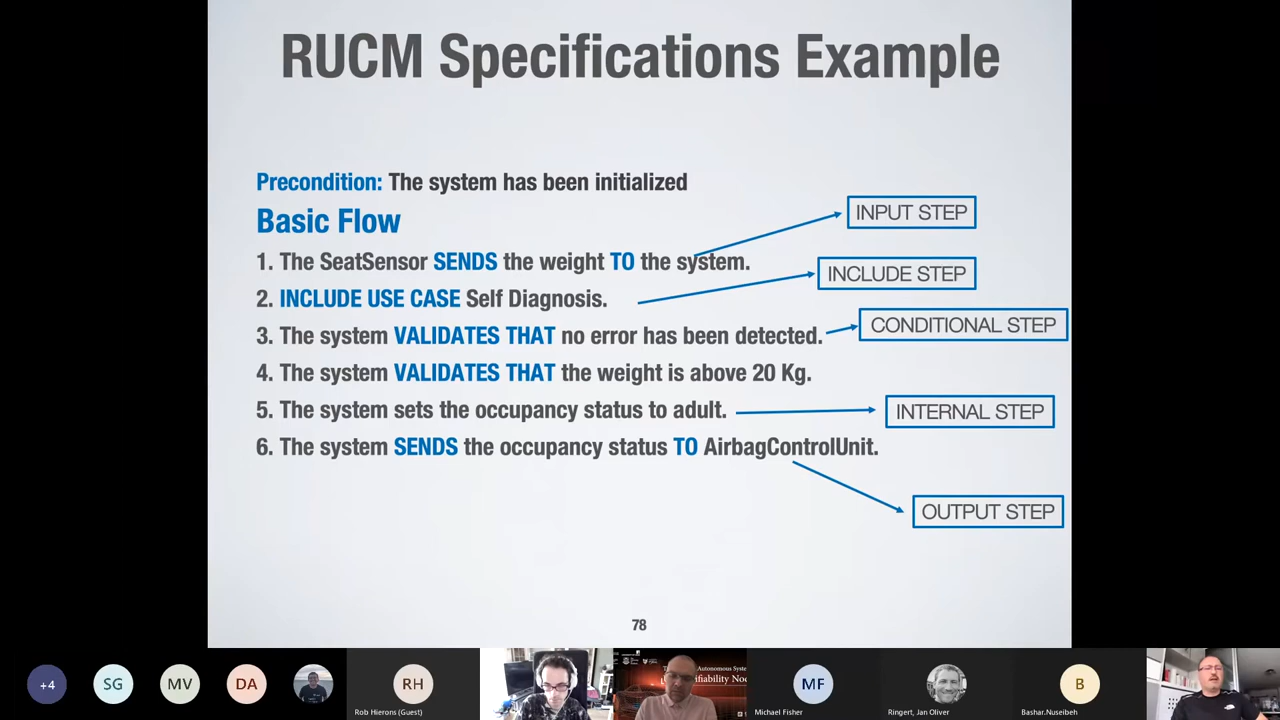 RUCM Specifications Example
Precondition: The system has been initialized
Basic Flow
1. The SeatSensor SENDS the weight TO the system.
2. INCLUDE USE CASE Self Diagnosis.
3. The system VALIDATES THAT no error has been detected.
4. The system VALIDATES THAT the weight is above 20 Kg.
5. The system sets the occupancy status to adult.
6. The system SENDS the occupancy status TO AirbagControlUnit.
INPUT STEP
INCLUDE STEP
CONDITIONAL STEP
INTERNAL STEP
OUTPUT STEP
78
+4
SG
MV
DA
RH
Rob Hierons (Guest)
Autonomous Syste
ifiability Noc
MF
Michael Fisher
Ringert, Jan Oliver
B
Bashar.Nuseibeh